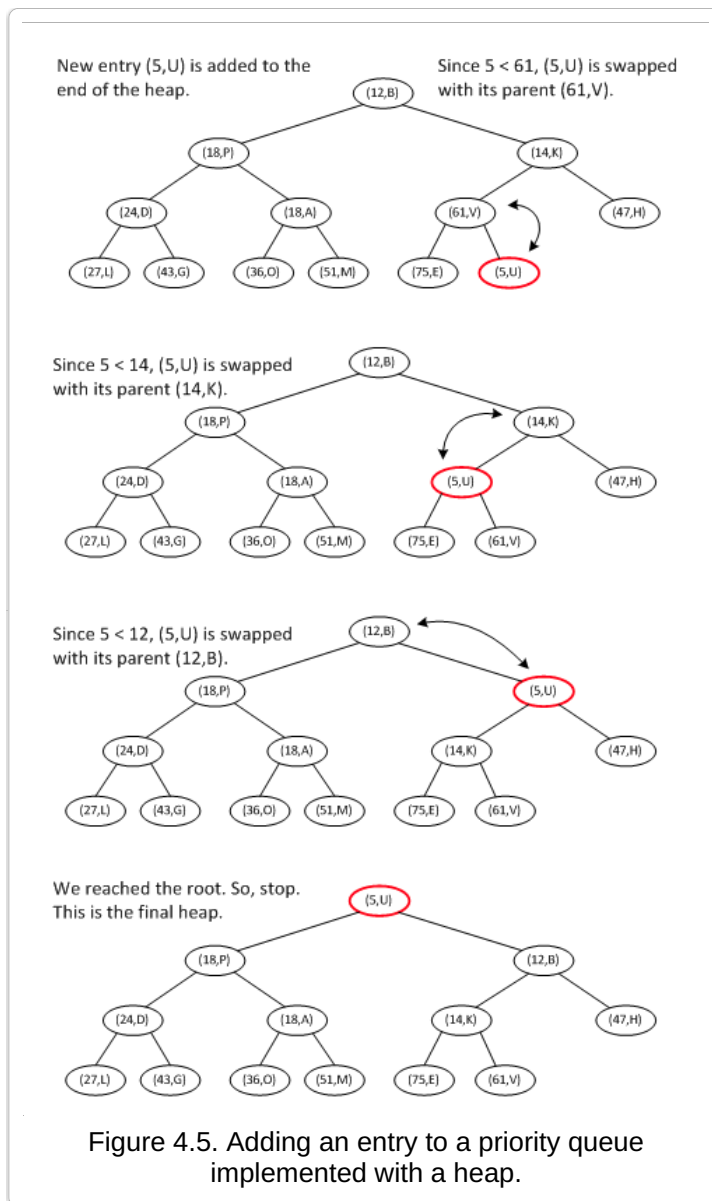 New entry (5,U) is added to the
end of the heap.
Since 5 < 61, (5,U) is swapped
with its parent (61,V).
(12,B)
(18,P) (14,K)
(24,D) (18,A) (61,V) (47,H)
(27,L) (43,G) (36,O) (51,M) (75,E) (5,U)
Since 5 < 14, (5,U) is swapped
with its parent (14,K).
(12,B)
(18,P) (14,K)
(24,D) (18,A) (5,U) (47,H)
(27,L) (43,G) (36,O) (51,M) (75,E) (61,V)
Since 5 < 12, (5,U) is swapped
with its parent (12,B).
(12,B)
(18,P) (5,U)
(24,D) (18,A) (14,K) (47,H)
(27,L) (43,G) (36,O) (51,M) (75,E) (61,V)
We reached the root. So, stop.
This is the final heap.
(5,U)
(18,P) (12,B)
(24,D) (18,A) (14,K) (47,H)
(27,L) (43,G) (36,O) (51,M) (75,E) (61,V)
Figure 4.5. Adding an entry to a priority queue
implemented with a heap.